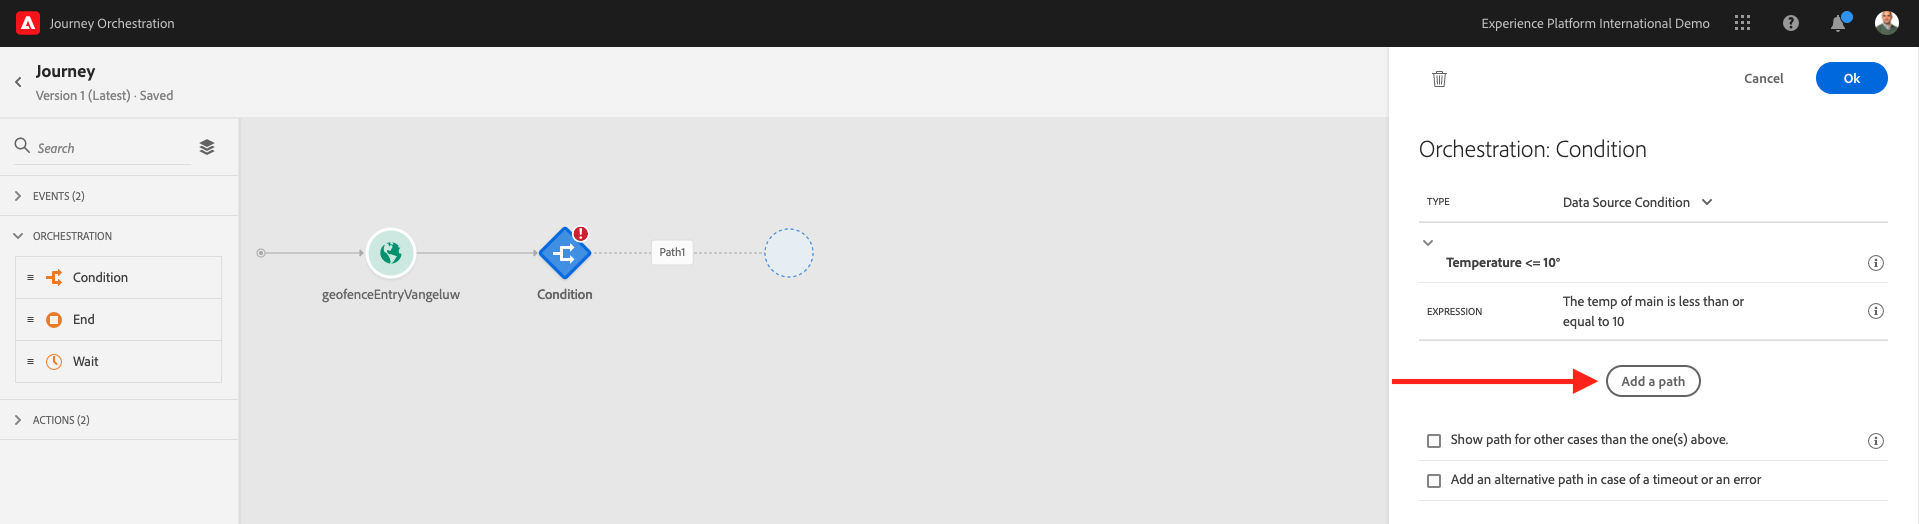 Journey Orchestration
Experience Platform International Demo
Journey
Version 1 (Latest) · Saved
Cancel
Ok
Search
EVENTS (2)
ORCHESTRATION
Condition
End
Wait
ACTIONS (2)
geofenceEntryVangeluw
Condition
Path1
Orchestration: Condition
TYPE
Data Source Condition
Temperature <= 10°
EXPRESSION
The temp of main is less than or
equal to 10
Add a path
Show path for other cases than the one(s) above.
Add an alternative path in case of a timeout or an error